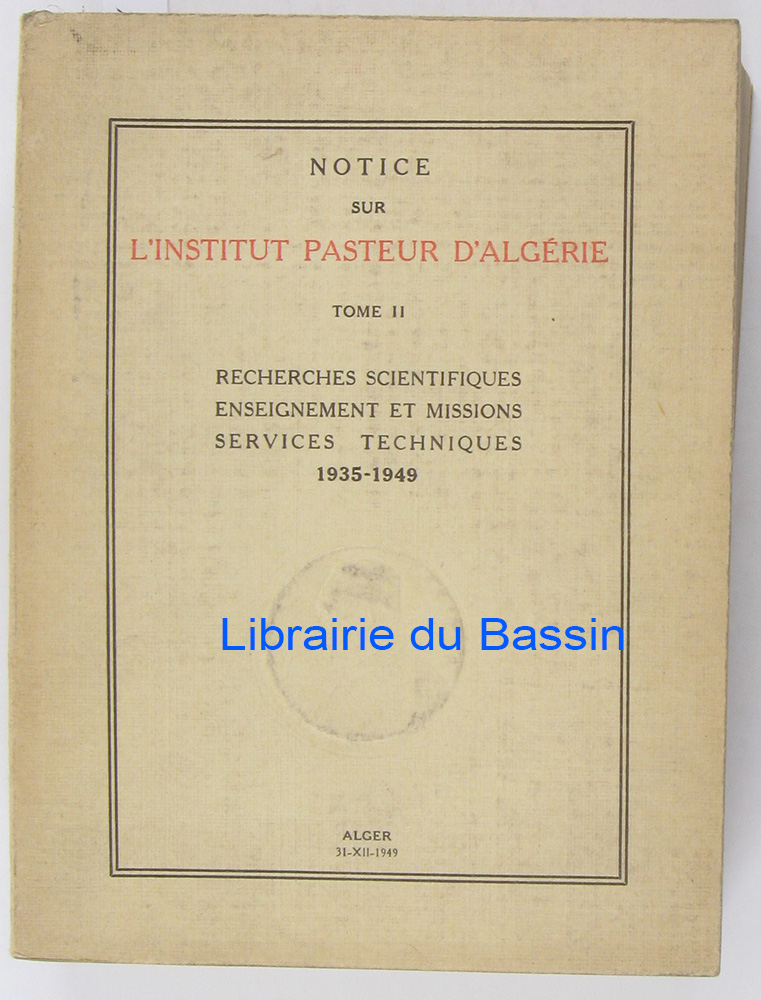 NOTICE
SUR
L'INSTITUT PASTEUR D'ALGÉRIE
TOME II
RECHERCHES SCIENTIFIQUES
ENSEIGNEMENT ET MISSIONS
SERVICES TECHNIQUES
1935-1949
Librairie du Bassin
ALGER
31-XII-1949